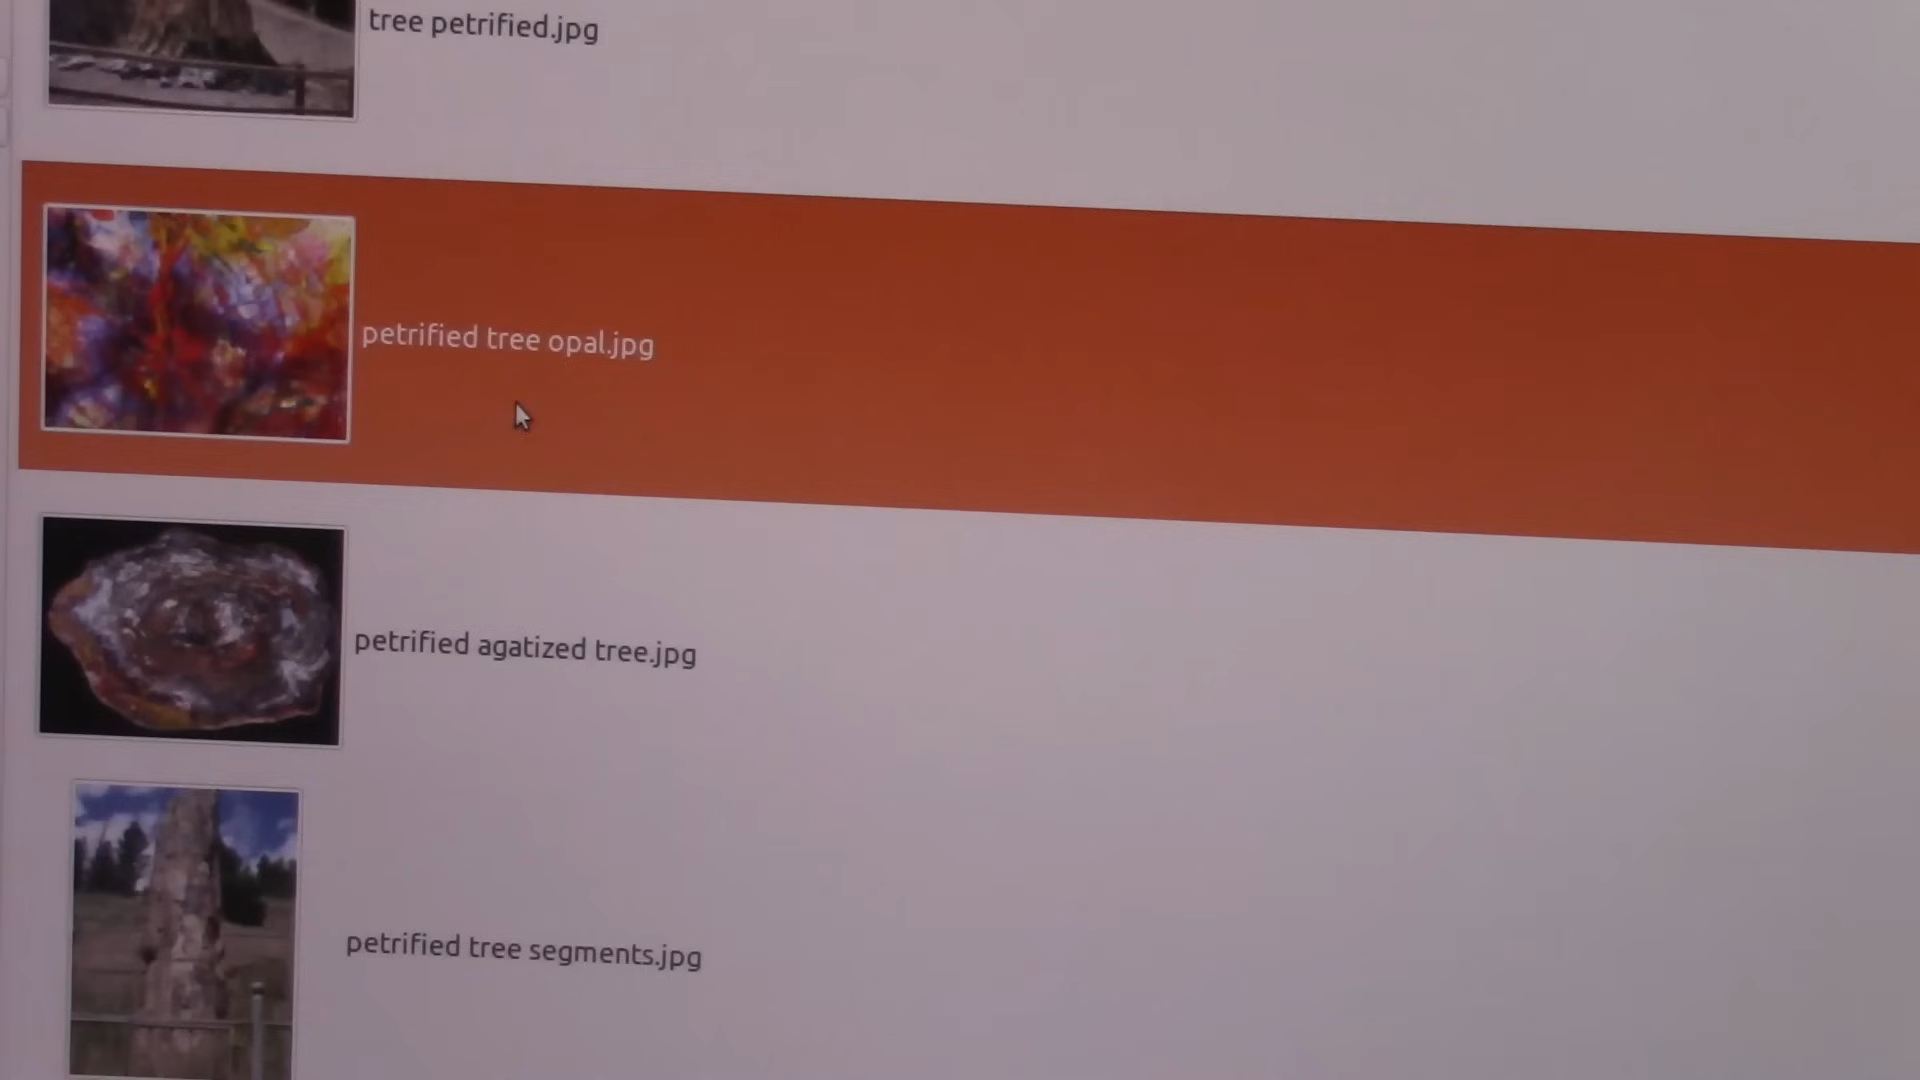 tree petrified.jpg
petrified tree opal.jpg
petrified agatized tree.jpg
petrified tree segments.jpg